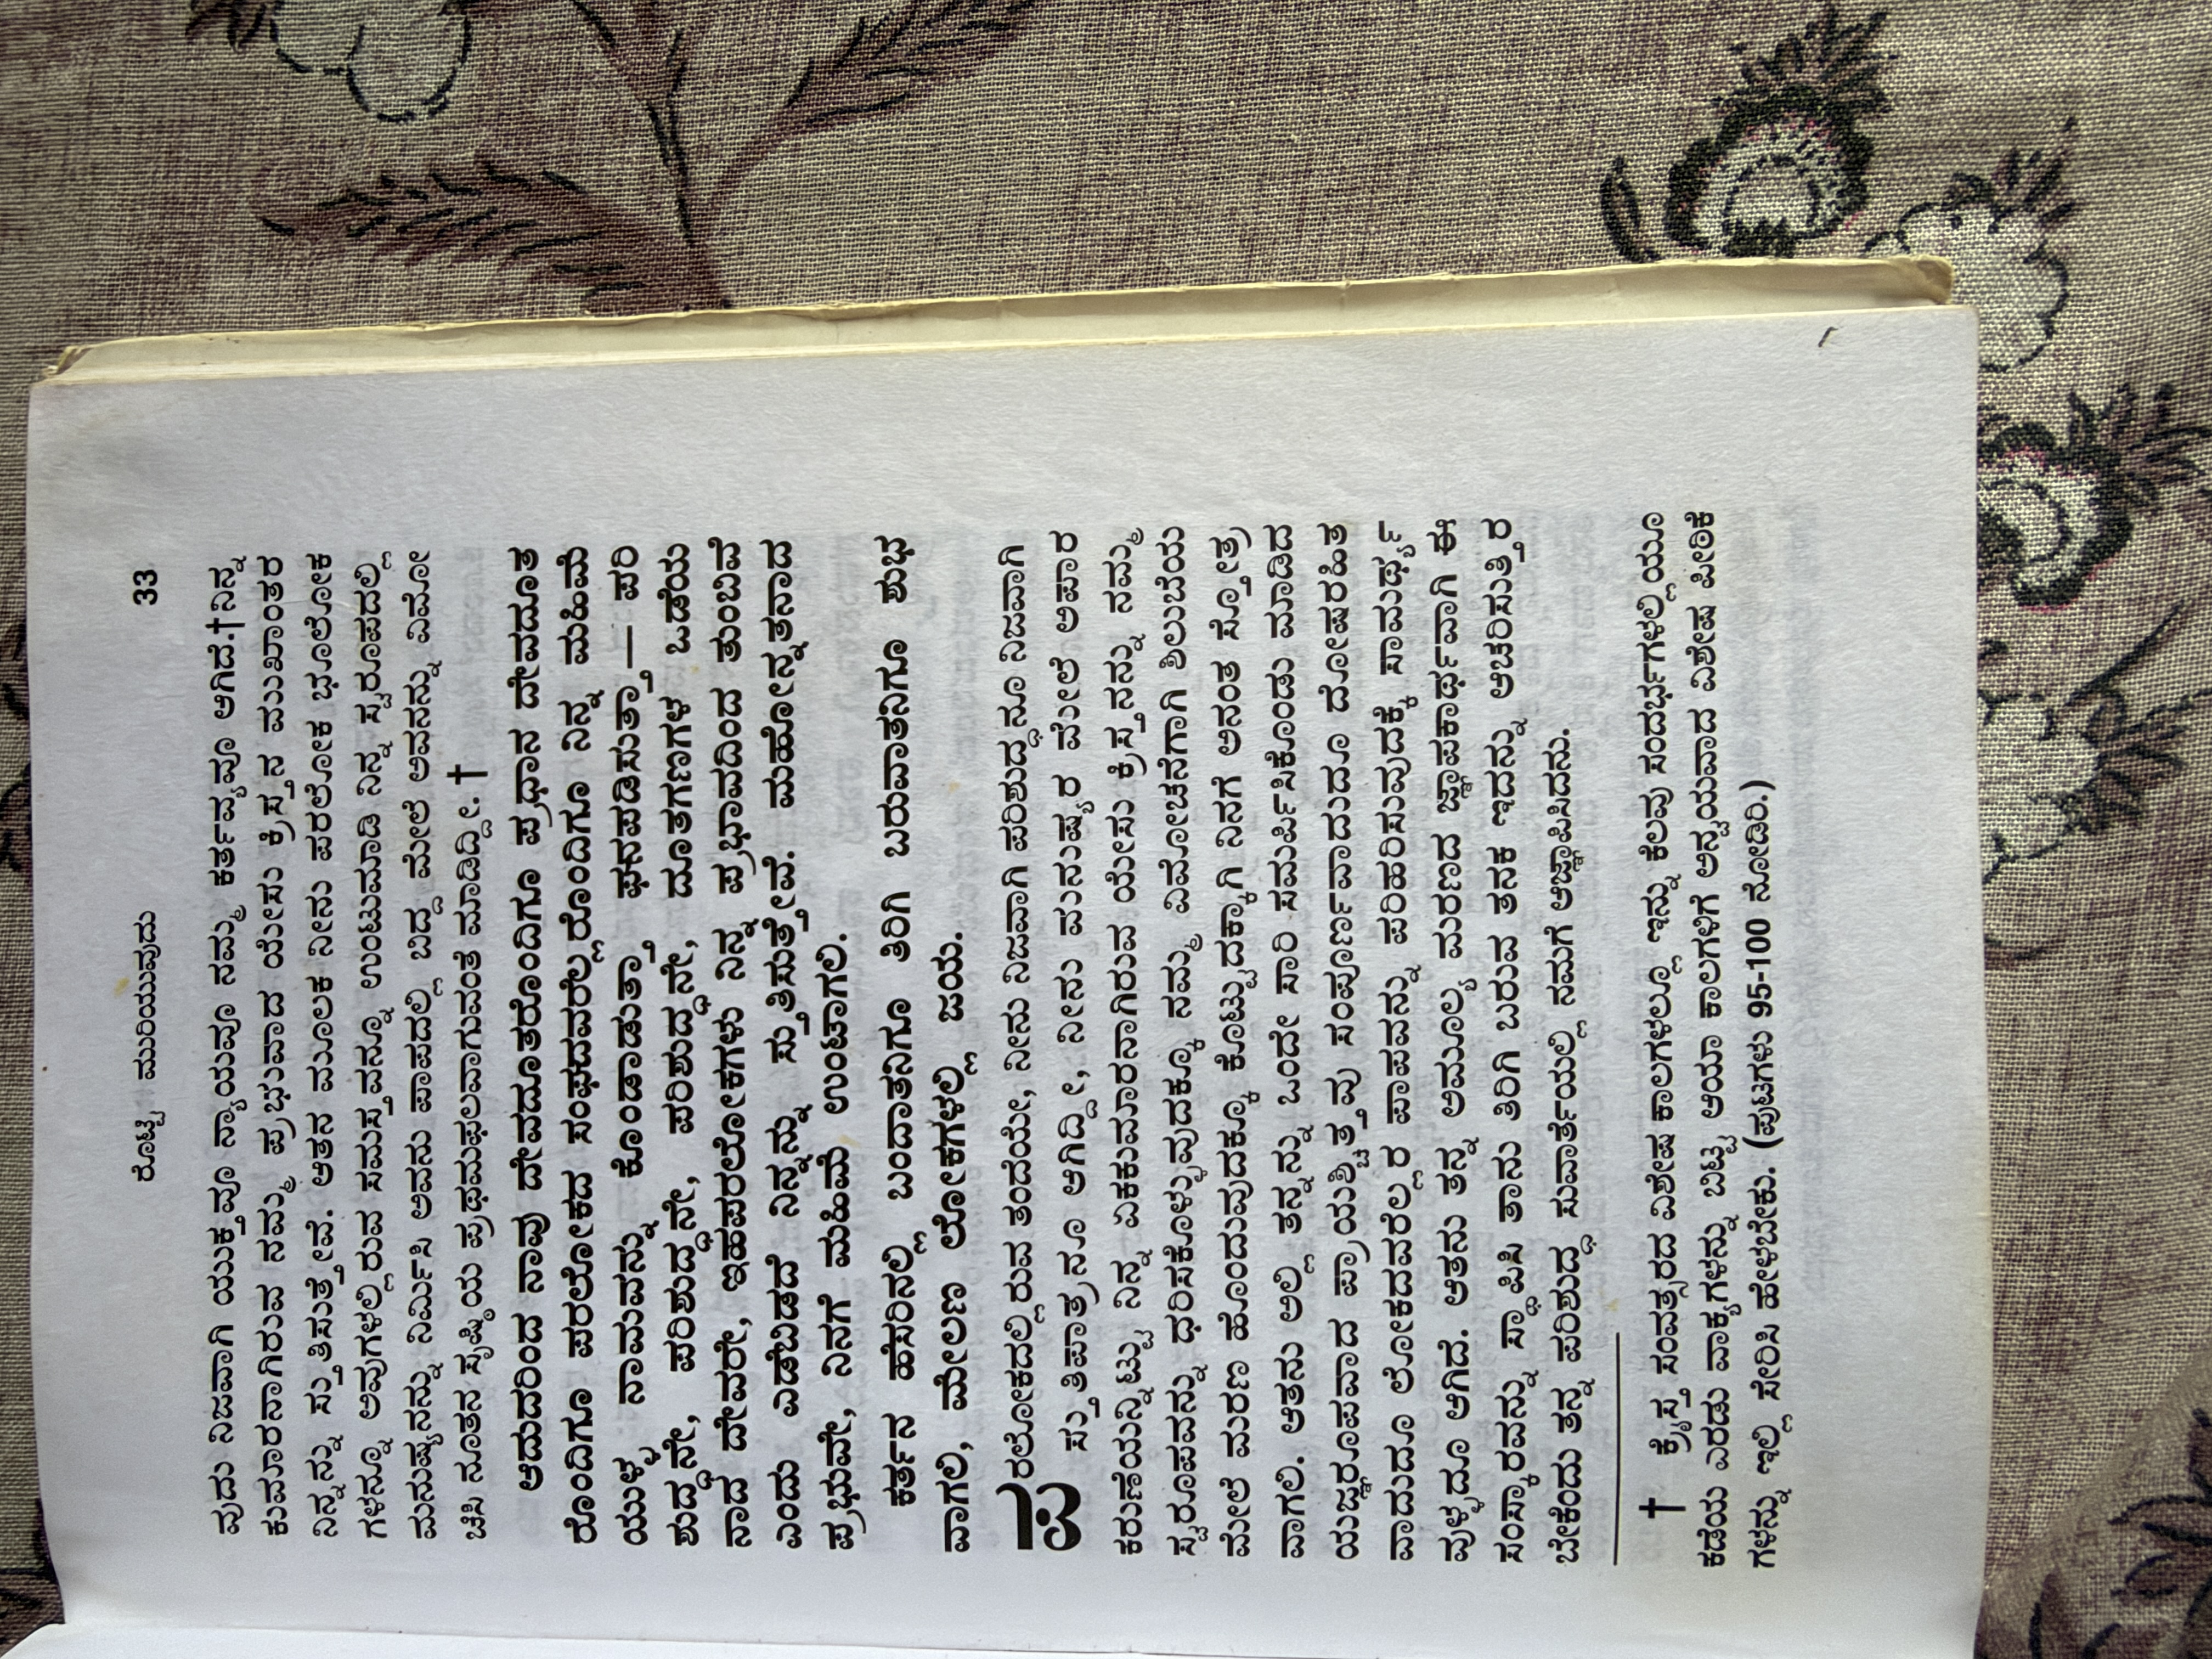 ರೊಟ್ಟಿ ಮುರಿಯುವುದು 33
ವುದು ನಿಜವಾಗಿ ಯುಕ್ತವೂ ನ್ಯಾಯವೂ ನಮ್ಮ ಕರ್ತವ್ಯವೂ ಆಗಿದೆ.†ನಿನ್ನ
ಕುಮಾರನಾಗಿರುವ ನಮ್ಮ ಪ್ರಭುವಾದ ಯೇಸು ಕ್ರಿಸ್ತನ ಮುಖಾಂತರ
ನಿನ್ನನ್ನು ಸ್ತುತಿಸುತ್ತೇವೆ. ಆತನ ಮೂಲಕ ನೀನು ಪರಲೋಕ ಭೂಲೋಕ
ಗಳನ್ನೂ ಅವುಗಳಲ್ಲಿರುವ ಸಮಸ್ತವನ್ನೂ ಉಂಟುಮಾಡಿ ನಿನ್ನ ಸ್ವರೂಪದಲ್ಲಿ
ಮನುಷ್ಯನನ್ನು ನಿರ್ಮಿಸಿ ಅವನು ಪಾಪದಲ್ಲಿ ಬಿದ್ದ ಮೇಲೆ ಅವನನ್ನು ವಿಮೋ
ಚಿಸಿ ನೂತನ ಸೃಷ್ಠಿಯ ಪ್ರಥಮಫಲವಾಗುವಂತೆ ಮಾಡಿದ್ದೀ. †
ಆದುದರಿಂದ ನಾವು ದೇವದೂತರೊಂದಿಗೂ ಪ್ರಧಾನ ದೇವದೂತ
ರೊಂದಿಗೂ ಪರಲೋಕದ ಸಂಘದವರೆಲ್ಲರೊಂದಿಗೂ ನಿನ್ನ ಮಹಿಮೆ
ಯುಳ್ಳ ನಾಮವನ್ನು ಕೊಂಡಾಡುತ್ತಾ ಘನಪಡಿಸುತ್ತಾ— ಪರಿ
ಶುದ್ಧನೇ, ಪರಿಶುದ್ಧನೇ, ಪರಿಶುದ್ಧನೇ, ದೂತಗಣಗಳ ಒಡೆಯ
ನಾದ ದೇವರೇ, ಇಹಪರಲೋಕಗಳು ನಿನ್ನ ಪ್ರಭಾವದಿಂದ ತುಂಬಿವೆ
ಎಂದು ಎಡೆಬಿಡದೆ ನಿನ್ನನ್ನು ಸ್ತುತಿಸುತ್ತೇವೆ. ಮಹೋನ್ನತನಾದ
ಪ್ರಭುವೇ, ನಿನಗೆ ಮಹಿಮೆ ಉಂಟಾಗಲಿ.
ಕರ್ತನ ಹೆಸರಿನಲ್ಲಿ ಬಂದಾತನಿಗೂ ತಿರಿಗಿ ಬರುವಾತನಿಗೂ ಶುಭ
ವಾಗಲಿ, ಮೇಲಣ ಲೋಕಗಳಲ್ಲಿ ಜಯ.
ಪರಲೋಕದಲ್ಲಿರುವ ತಂದೆಯೇ, ನೀನು ನಿಜವಾಗಿ ಪರಿಶುದ್ಧನೂ ನಿಜವಾಗಿ
ಸ್ತುತಿಪಾತ್ರನೂ ಆಗಿದ್ದೀ, ನೀನು ಮನುಷ್ಯರ ಮೇಲೆ ಅಪಾರ
ಕರುಣೆಯನ್ನಿಟ್ಟು ನಿನ್ನ ಏಕಕುಮಾರನಾಗಿರುವ ಯೇಸು ಕ್ರಿಸ್ತನನ್ನು ನಮ್ಮ
ಸ್ವರೂಪವನ್ನು ಧರಿಸಕೊಳ್ಳುವುದಕ್ಕೂ ನಮ್ಮ ವಿಮೋಚನೆಗಾಗಿ ಶಿಲುಬೆಯ
ಮೇಲೆ ಮರಣ ಹೊಂದುವುದಕ್ಕೂ ಕೊಟ್ಟುದಕ್ಕಾಗಿ ನಿನಗೆ ಅನಂತ ಸ್ತೋತ್ರ
ವಾಗಲಿ. ಆತನು ಅಲ್ಲಿ ತನ್ನನ್ನು ಒಂದೇ ಸಾರಿ ಸಮರ್ಪಿಸಿಕೊಂಡು ಮಾಡಿದ
ಯಜ್ಞರೂಪವಾದ ಪ್ರಾಯಶ್ಚಿತ್ತವು ಸಂಪೂರ್ಣವಾದುದೂ ದೋಷರಹಿತ
ವಾದುದೂ ಲೋಕದವರೆಲ್ಲರ ಪಾಪವನ್ನು ಪರಿಹರಿಸುವುದಕ್ಕೆ ಸಾಮರ್ಥ್ಯ
ವುಳ್ಳದೂ ಆಗಿದೆ. ಆತನು ತನ್ನ ಅಮೂಲ್ಯ ಮರಣದ ಜ್ಞಾಪಕಾರ್ಥವಾಗಿ ಈ
ಸಂಸ್ಕಾರವನ್ನು ಸ್ಥಾಪಿಸಿ ತಾನು ತಿರಿಗಿ ಬರುವ ತನಕ ಇದನ್ನು ಆಚರಿಸುತ್ತಿರ
ಬೇಕೆಂದು ತನ್ನ ಪರಿಶುದ್ಧ ಸುವಾರ್ತೆಯಲ್ಲಿ ನಮಗೆ ಆಜ್ಞಾಪಿಸಿದನು.
† ಕ್ರೈಸ್ತ ಸಂವತ್ಸರದ ವಿಶೇಷ ಕಾಲಗಳಲ್ಲೂ ಇನ್ನು ಕೆಲವು ಸಂದರ್ಭಗಳಲ್ಲಿಯೂ
ಕಡೆಯ ಎರಡು ವಾಕ್ಯಗಳನ್ನು ಬಿಟ್ಟ ಆಯಾ ಕಾಲಗಳಿಗೆ ಅನ್ವಯವಾದ ವಿಶೇಷ ಪೀಠಿಕೆ
ಗಳನ್ನು ಇಲ್ಲಿ ಸೇರಿಸಿ ಹೇಳಬೇಕು. (ಪುಟಗಳು 95-100 ನೋಡಿರಿ.)